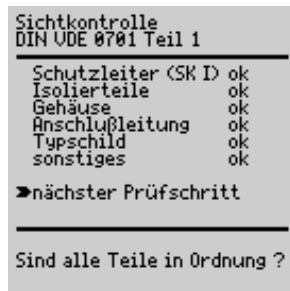 Sichtkontrolle
DIN VDE 0701 Teil 1
Schutzleiter (SK I) ok
Isolierteile ok
Gehäuse ok
Anschlußleitung ok
Typschild ok
sonstiges ok
➤nächster Prüfschritt
Sind alle Teile in Ordnung ?